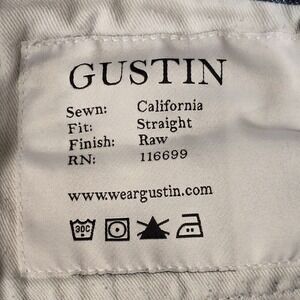 GUSTIN
Sewn: California
Fit: Straight
Finish: Raw
RN: 116699
www.weargustin.com
30C